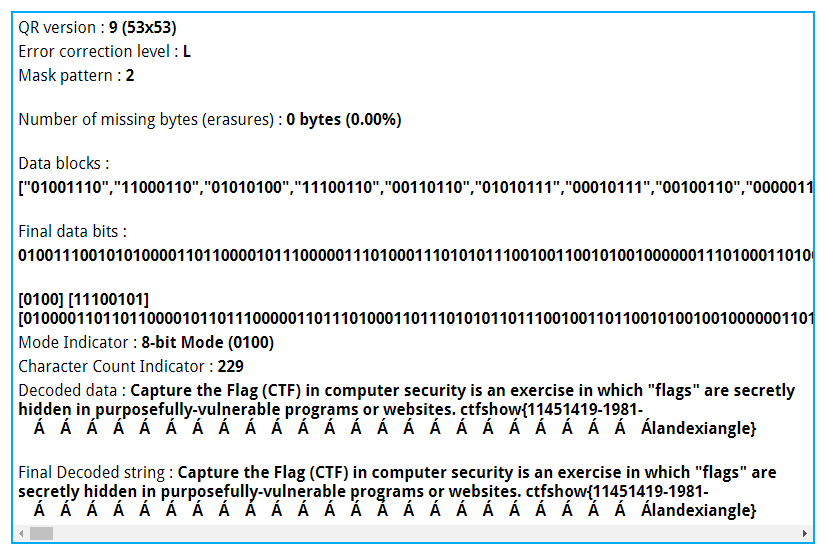 QR version : 9 (53x53)
Error correction level : L
Mask pattern : 2
Number of missing bytes (erasures) : 0 bytes (0.00%)
Data blocks :
["01001110","11000110","01010100","11100110","00110110","01010111","00010111","00100110","0000011
Final data bits :
0100111001010100001101100001011100000111010001110101011100100110010100100000011101000110100
[0100] [11100101]
[010000110110110000101101110000011011101000110111010101101110010011011001010010010000001101
Mode Indicator : 8-bit Mode (0100)
Character Count Indicator : 229
Decoded data : Capture the Flag (CTF) in computer security is an exercise in which "flags" are secretly
hidden in purposefully-vulnerable programs or websites. ctfshow{11451419-1981-
Á Á Á Á Á Á Á Á Á Á Á Á Á Á Á Á Á Á Á Á Á Á Á Álandexiangle}
Final Decoded string : Capture the Flag (CTF) in computer security is an exercise in which "flags" are
secretly hidden in purposefully-vulnerable programs or websites. ctfshow{11451419-1981-
Á Á Á Á Á Á Á Á Á Á Á Á Á Á Á Á Á Á Á Á Á Á Á Álandexiangle}